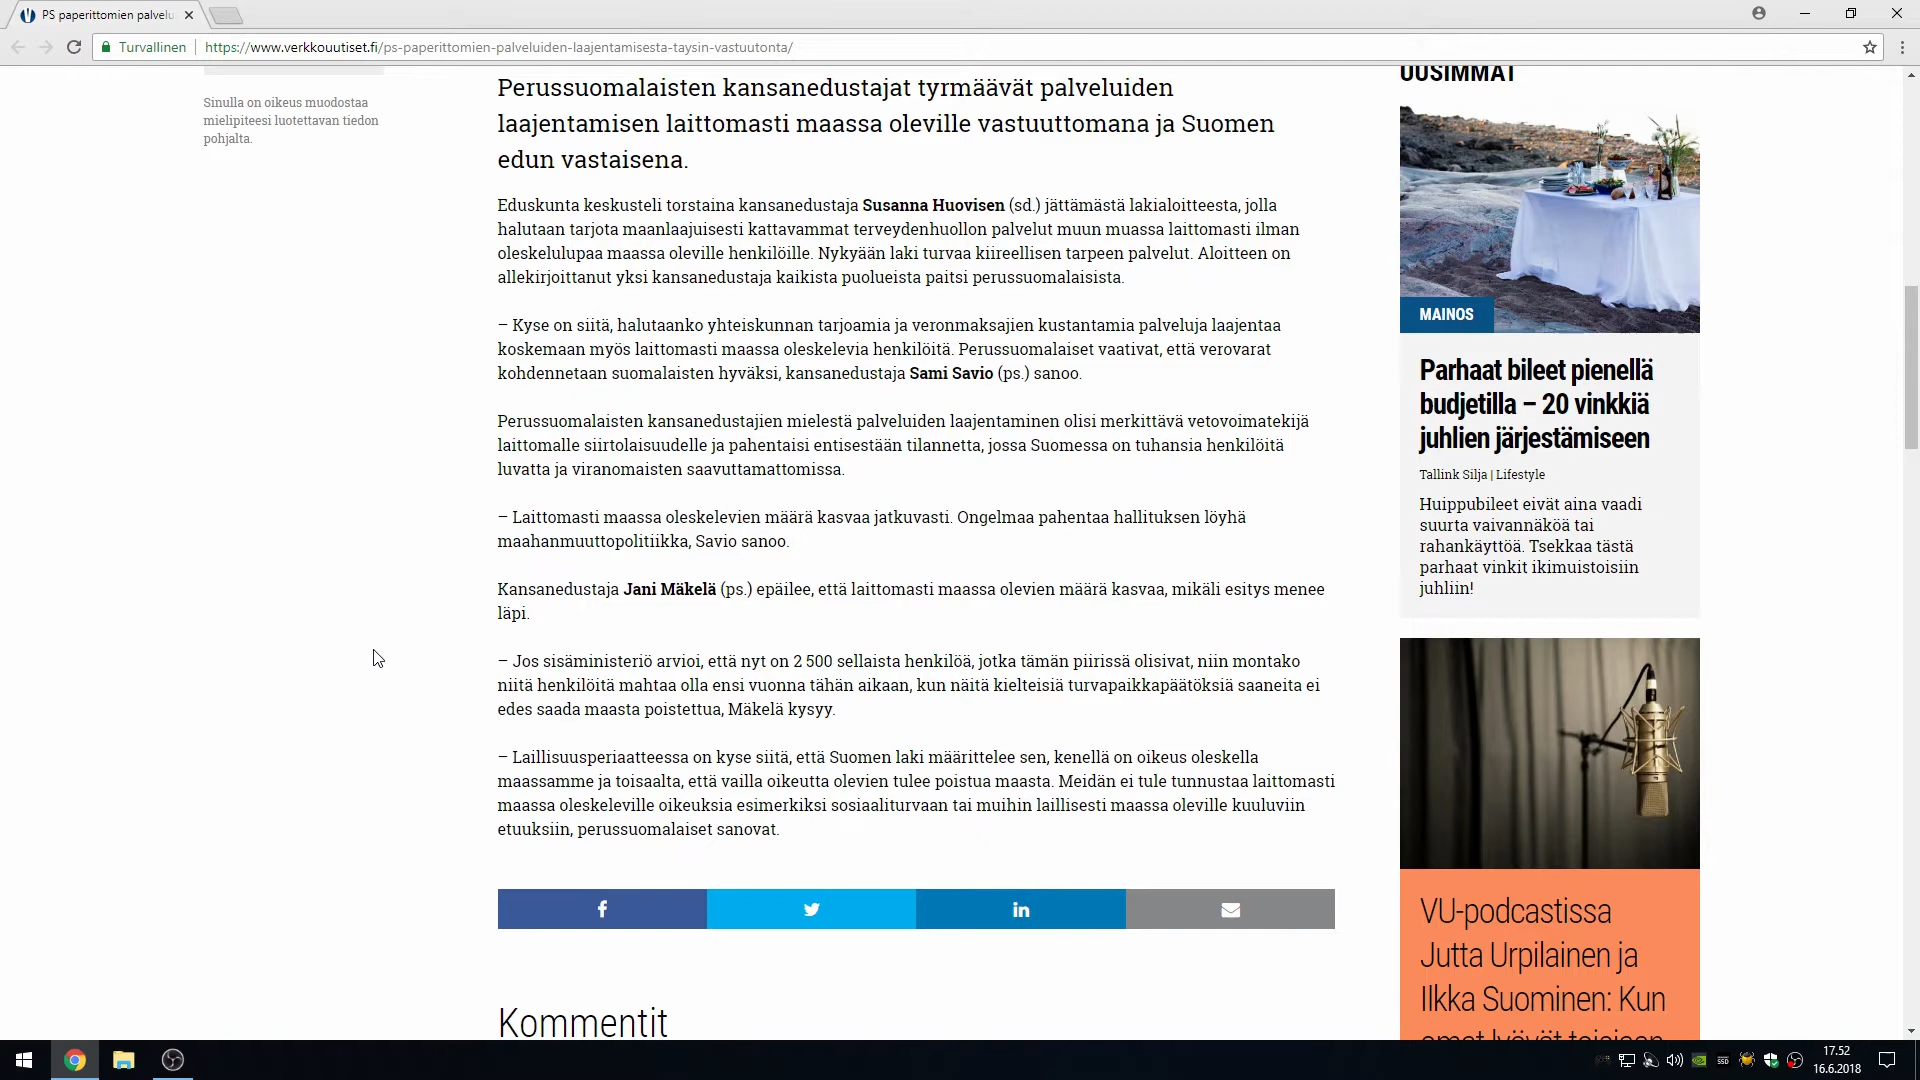 PS paperittomien palvelu
Turvallinen
https://www.verkkouutiset.fi/ps-paperittomien-palveluiden-laajentamisesta-taysin-vastuutonta/
Sinulla on oikeus muodostaa
mielipiteesi luotettavan tiedon
pohjalta.
Perussuomalaisten kansanedustajat tyrmäävät palveluiden
laajentamisen laittomasti maassa oleville vastuuttomana ja Suomen
edun vastaisena.
Eduskunta keskusteli torstaina kansanedustaja Susanna Huovisen (sd.) jättämästä lakialoitteesta, jolla
halutaan tarjota maanlaajuisesti kattavammat terveydenhuollon palvelut muun muassa laittomasti ilman
oleskelulupaa maassa oleville henkilöille. Nykyään laki turvaa kiireellisen tarpeen palvelut. Aloitteen on
allekirjoittanut yksi kansanedustaja kaikista puolueista paitsi perussuomalaisista.
– Kyse on siitä, halutaanko yhteiskunnan tarjoamia ja veronmaksajien kustantamia palveluja laajentaa
koskemaan myös laittomasti maassa oleskelevia henkilöitä. Perussuomalaiset vaativat, että verovarat
kohdennetaan suomalaisten hyväksi, kansanedustaja Sami Savio (ps.) sanoo.
Perussuomalaisten kansanedustajien mielestä palveluiden laajentaminen olisi merkittävä vetovoimatekijä
laittomalle siirtolaisuudelle ja pahentaisi entisestään tilannetta, jossa Suomessa on tuhansia henkilöitä
luvatta ja viranomaisten saavuttamattomissa.
– Laittomasti maassa oleskelevien määrä kasvaa jatkuvasti. Ongelmaa pahentaa hallituksen löyhä
maahanmuuttopolitiikka, Savio sanoo.
Kansanedustaja Jani Mäkelä (ps.) epäilee, että laittomasti maassa olevien määrä kasvaa, mikäli esitys menee
läpi.
– Jos sisäministeriö arvioi, että nyt on 2 500 sellaista henkilöä, jotka tämän piirissä olisivat, niin montako
niitä henkilöitä mahtaa olla ensi vuonna tähän aikaan, kun näitä kielteisiä turvapaikkapäätöksiä saaneita ei
edes saada maasta poistettua, Mäkelä kysyy.
– Laillisuusperiaatteessa on kyse siitä, että Suomen laki määrittelee sen, kenellä on oikeus oleskella
maassamme ja toisaalta, että vailla oikeutta olevien tulee poistua maasta. Meidän ei tule tunnustaa laittomasti
maassa oleskeleville oikeuksia esimerkiksi sosiaaliturvaan tai muihin laillisesti maassa oleville kuuluviin
etuuksiin, perussuomalaiset sanovat.
Kommentit
UUSIMMAT
MAINOS
Parhaat bileet pienellä
budjetilla – 20 vinkkiä
juhlien järjestämiseen
Tallink Silja | Lifestyle
Huippubileet eivät aina vaadi
suurta vaivannäköä tai
rahankäyttöä. Tsekkaa tästä
parhaat vinkit ikimuistoisiin
juhliin!
VU-podcastissa
Jutta Urpilainen ja
Ilkka Suominen: Kun
SSD
17.52
16.6.2018